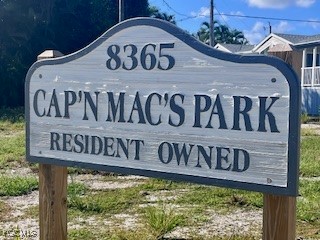 8365
CAP'N MAC'S PARK
RESIDENT OWNED